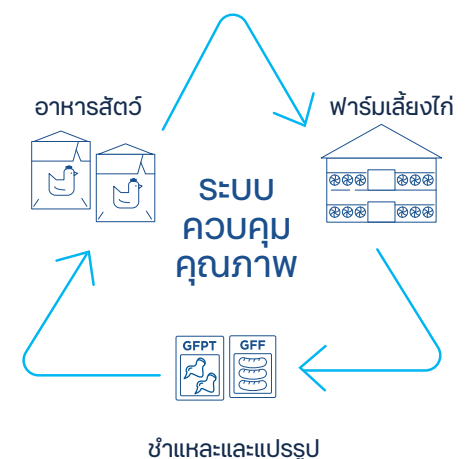 อาหารสัตว์
ฟาร์มเลี้ยงไก่
ระบบ
ควบคุม
คุณภาพ
GFPT
GFF
ชำแหละและแปรรูป